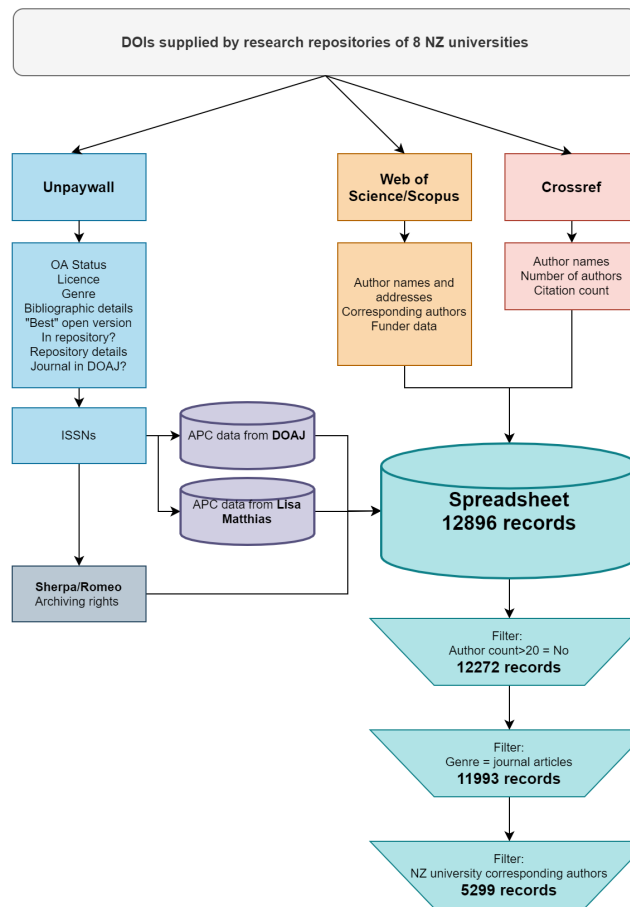 DOIs supplied by research repositories of 8 NZ universities
Unpaywall
Web of
Science/Scopus
Crossref
OA Status
Licence
Genre
Bibliographic details
"Best" open version
In repository?
Repository details
Journal in DOAJ?
Author names and
addresses
Corresponding authors
Funder data
Author names
Number of authors
Citation count
ISSNs
APC data from DOAJ
APC data from Lisa
Matthias
Spreadsheet
12896 records
Sherpa/Romeo
Archiving rights
Filter:
Author count>20 = No
12272 records
Filter:
Genre = journal articles
11993 records
Filter:
NZ university corresponding authors
5299 records